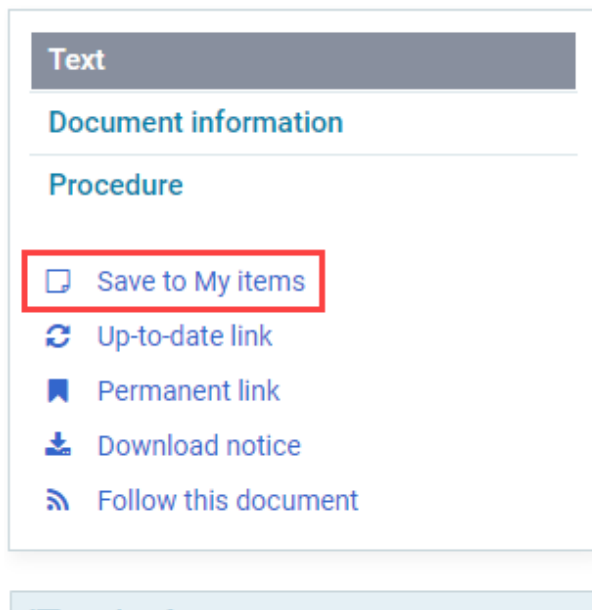 Text
Document information
Procedure
Save to My items
Up-to-date link
Permanent link
Download notice
Follow this document